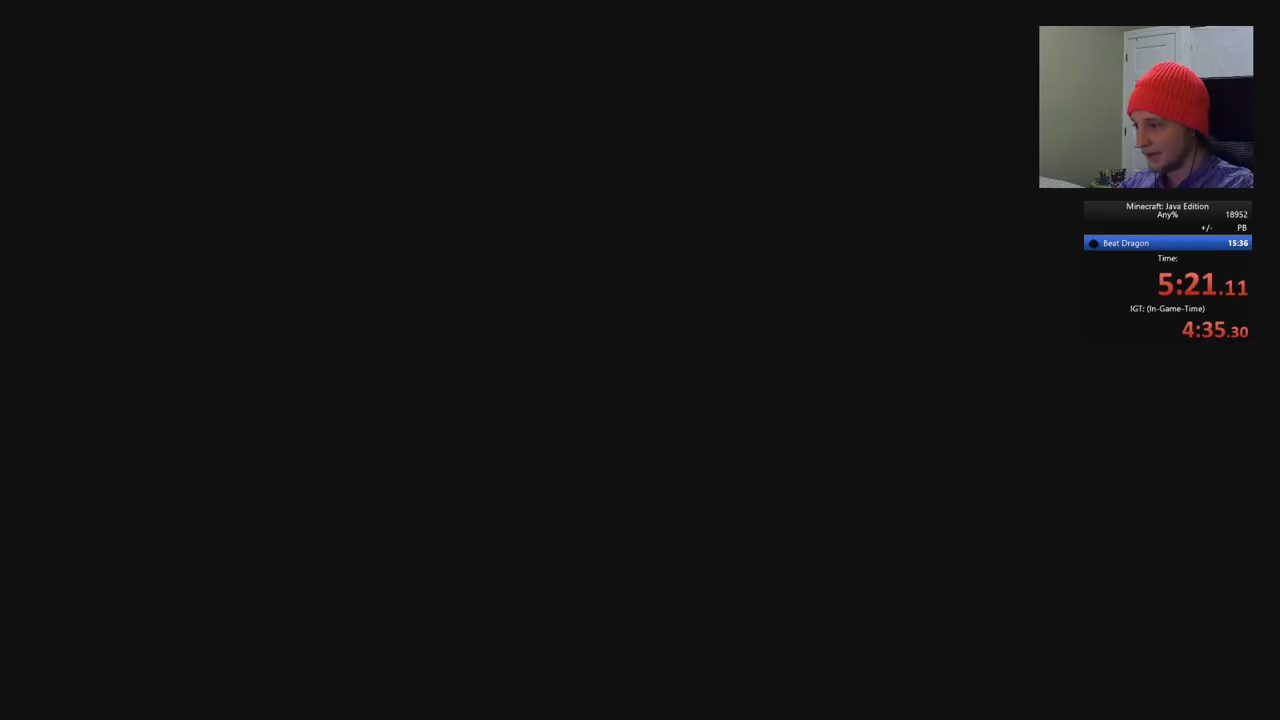 Minecraft: Java Edition
Any% 18952
+/- PB
Beat Dragon 15:36
Time:
5:21.11
IGT: (In-Game-Time)
4:35.30